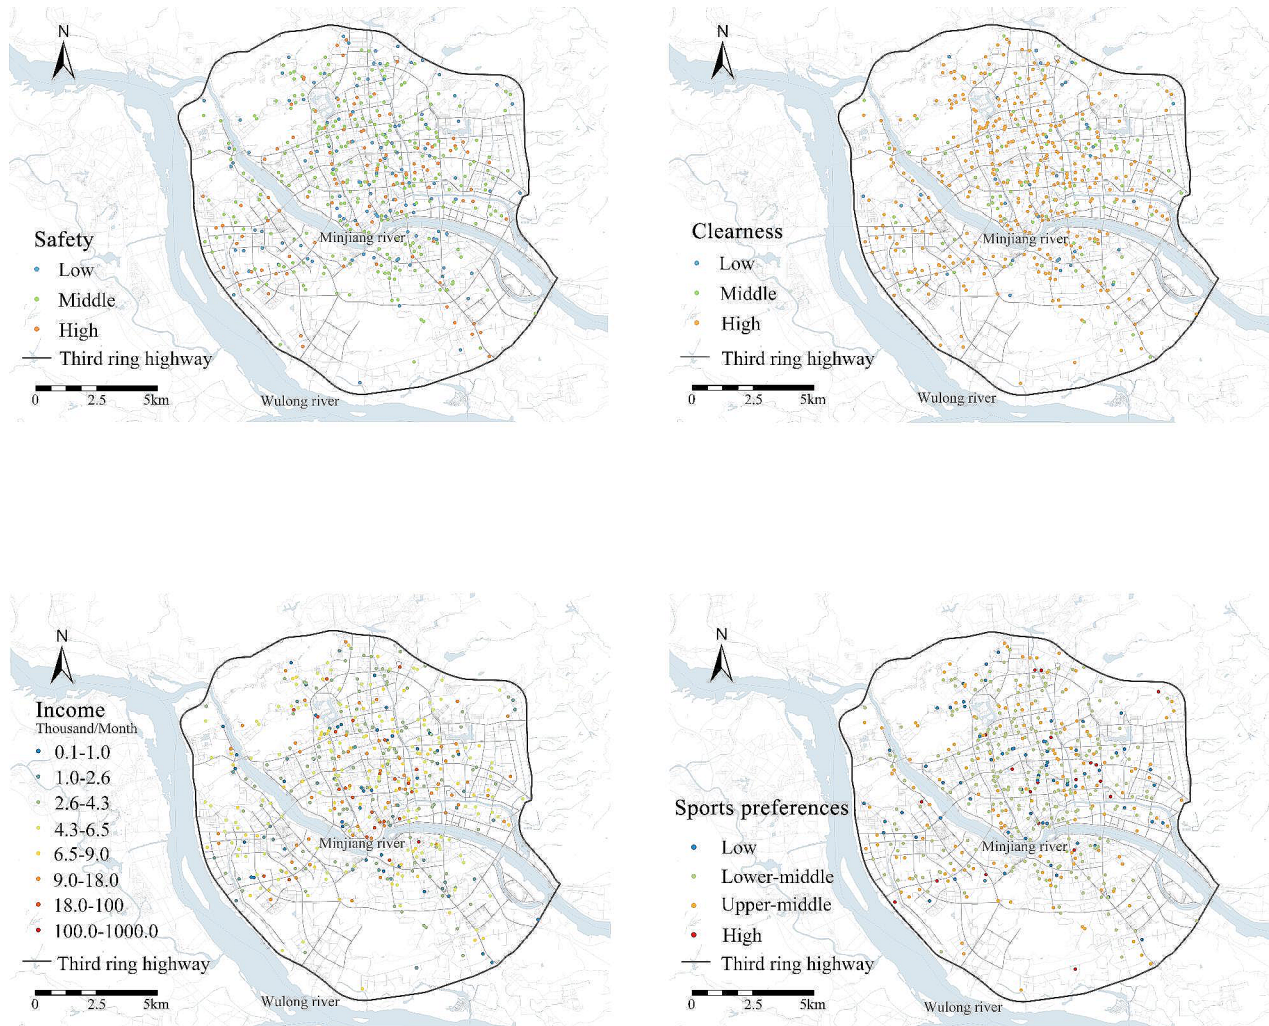 N
Minjiang river
Safety
Low
Middle
High
Third ring highway
0 2.5 5km
Wulong river
N
Minjiang river
Clearness
Low
Middle
High
Third ring highway
0 2.5 5km
Wulong river
N
Income
Thousand/Month
0.1-1.0
1.0-2.6
2.6-4.3
4.3-6.5
6.5-9.0
9.0-18.0
18.0-100
100.0-1000.0
Minjiang river
Third ring highway
0 2.5 5km
Wulong river
N
Sports preferences
Minjiang river
Low
Lower-middle
Upper-middle
High
Third ring highway
0 2.5 5km
Wulong river